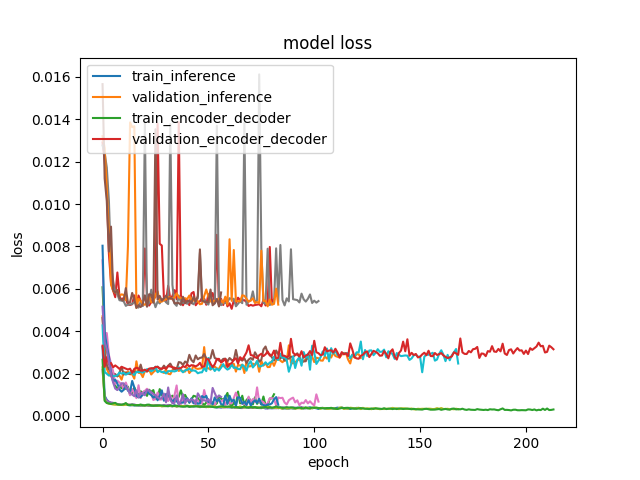 model loss
train_inference
validation_inference
train_encoder_decoder
validation_encoder_decoder
0.016
0.014
0.012
0.010
0.008
0.006
0.004
0.002
0.000
loss
0 50 100 150 200
epoch